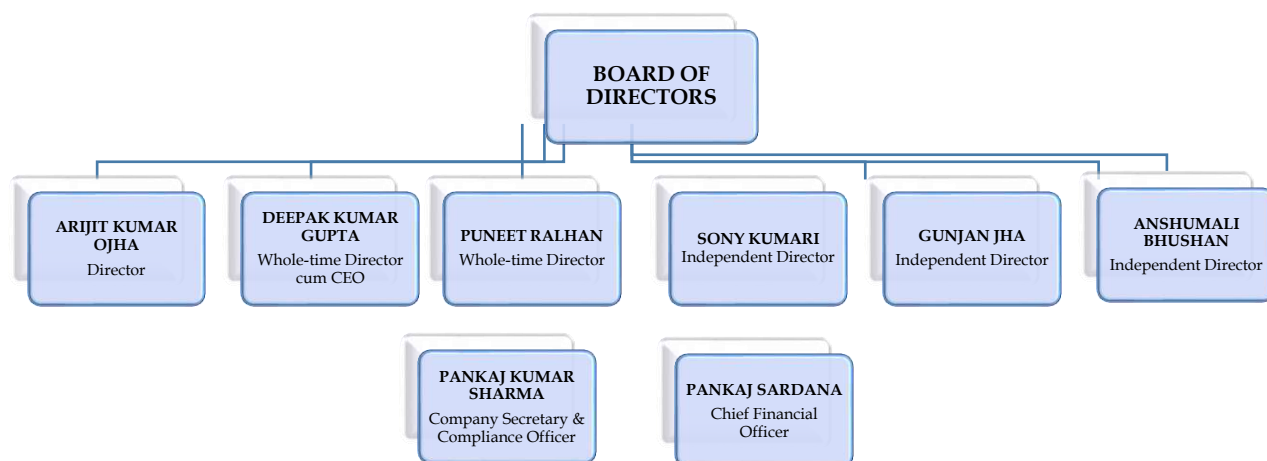 BOARD OF
DIRECTORS
ARIJIT KUMAR
OJHA
Director
DEEPAK KUMAR
GUPTA
Whole-time Director
cum CEO
PUNEET RALHAN
Whole-time Director
SONY KUMARI
Independent Director
GUNJAN JHA
Independent Director
ANSHUMALI
BHUSHAN
Independent Director
PANKAJ KUMAR
SHARMA
Company Secretary &
Compliance Officer
PANKAJ SARDANA
Chief Financial
Officer